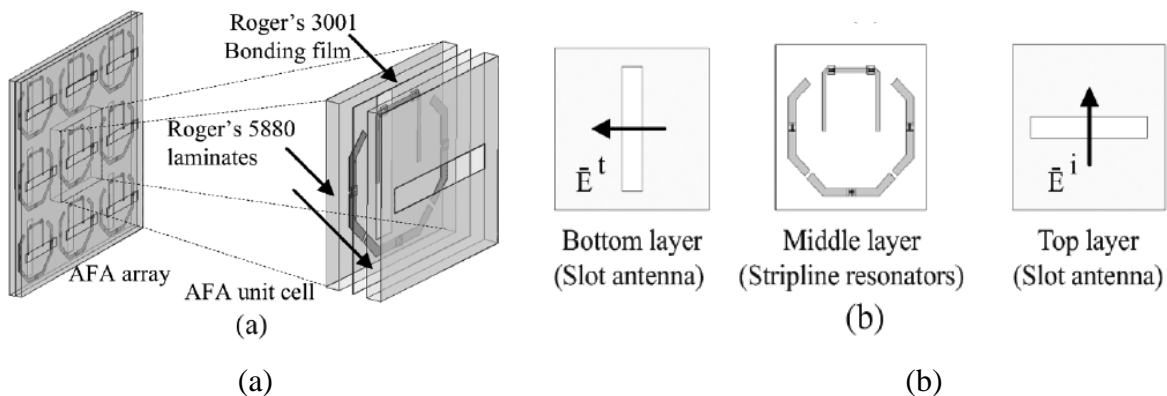 Roger's 3001
Bonding film
Roger's 5880
laminates
AFA array
AFA unit cell
(a)
Ē t
Ē i
Bottom layer
(Slot antenna)
Middle layer
(Stripline resonators)
Top layer
(Slot antenna)
(b)
(a)
(b)